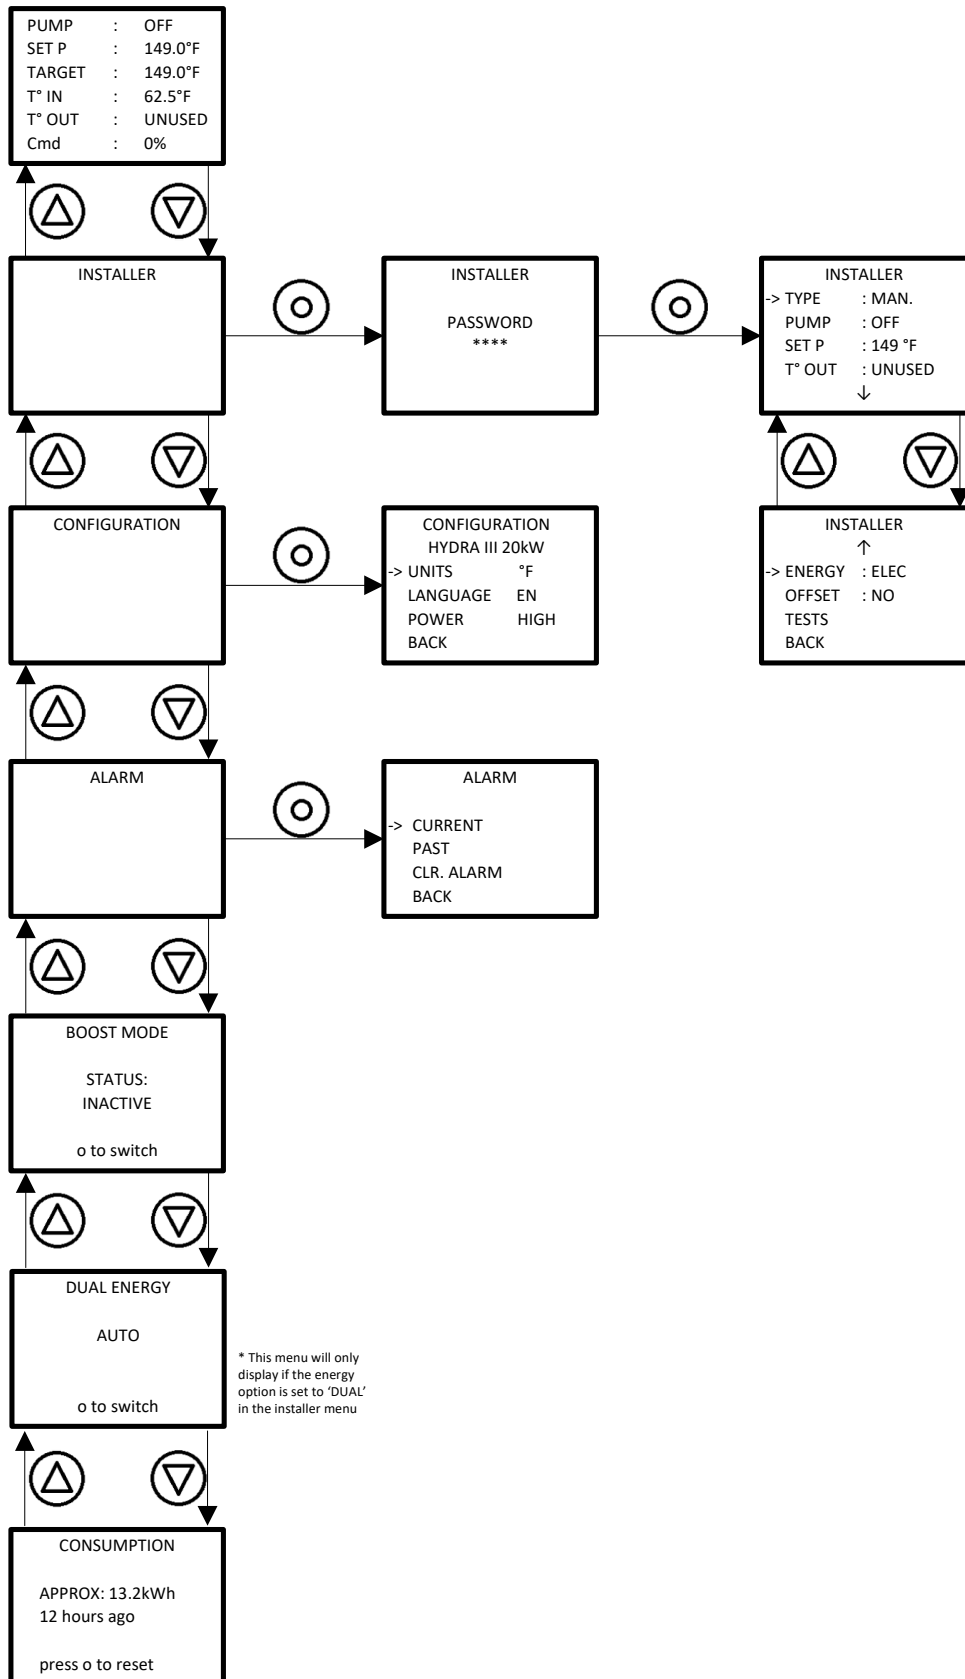 PUMP : OFF
SET P : 149.0°F
TARGET : 149.0°F
T° IN : 62.5°F
T° OUT : UNUSED
Cmd : 0%
INSTALLER
INSTALLER
PASSWORD
****
INSTALLER
-> TYPE : MAN.
PUMP : OFF
SET P : 149 °F
T° OUT : UNUSED
↓
CONFIGURATION
CONFIGURATION
HYDRA III 20kW
-> UNITS °F
LANGUAGE EN
POWER HIGH
BACK
INSTALLER
↑
-> ENERGY : ELEC
OFFSET : NO
TESTS
BACK
ALARM
ALARM
-> CURRENT
PAST
CLR. ALARM
BACK
BOOST MODE
STATUS:
INACTIVE
o to switch
DUAL ENERGY
AUTO
o to switch
* This menu will only
display if the energy
option is set to ‘DUAL’
in the installer menu
CONSUMPTION
APPROX: 13.2kWh
12 hours ago
press o to reset